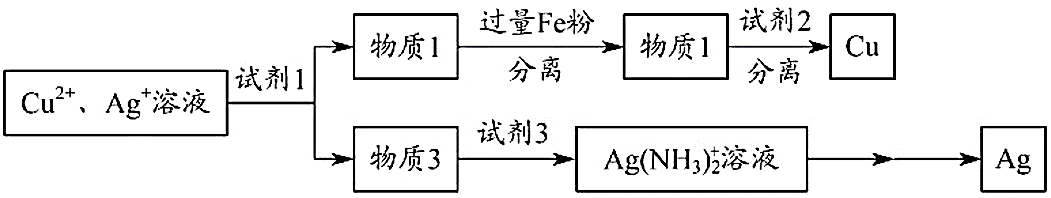 Cu²⁺、Ag⁺溶液
试剂1
物质1
过量Fe粉
分离
物质1
试剂2
分离
Cu
物质3
试剂3
Ag(NH₃)₂⁺溶液
Ag